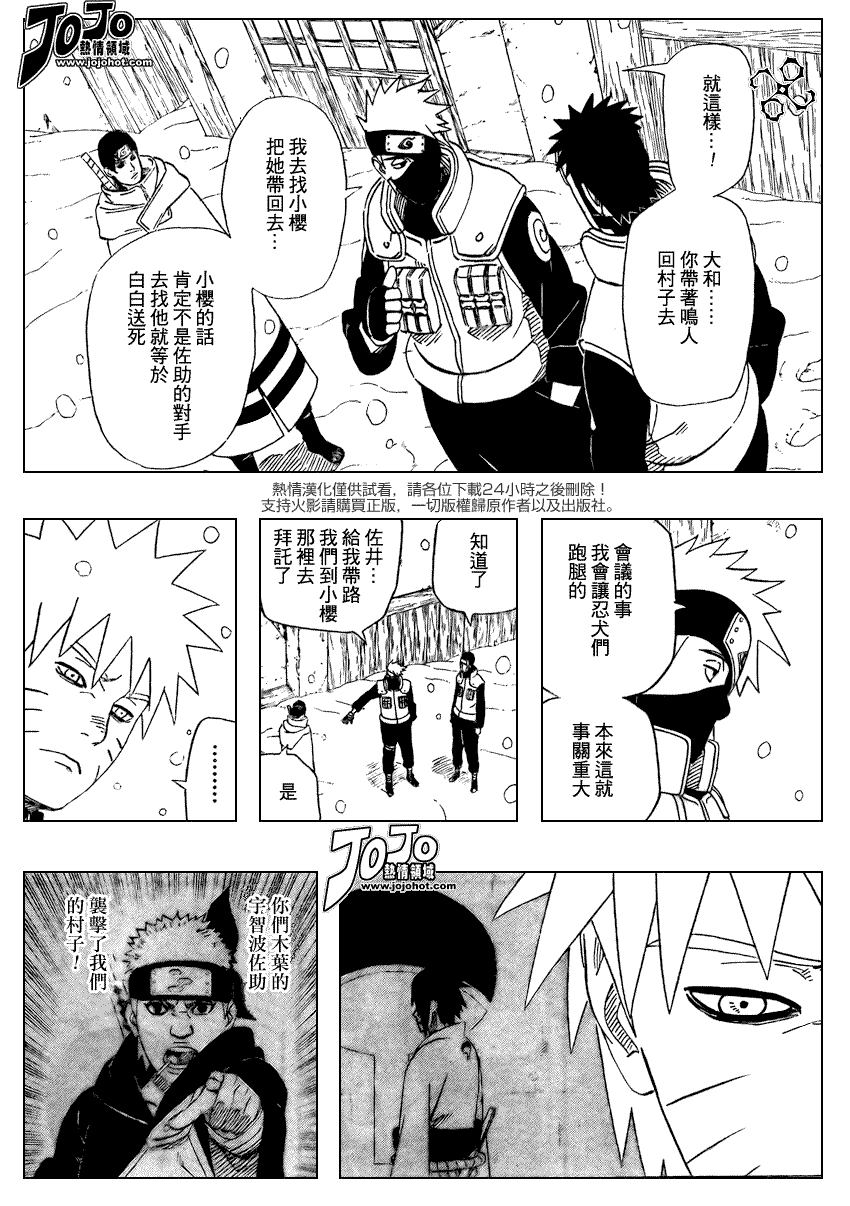 JOJO
熱情領域
www.jojohot.com
就這樣…！
大和……
你帶著鳴人
回村子去
我去找小櫻
把她帶回去…
小櫻的話
肯定不是佐助的對手
去找他就等於
白白送死
熱情漢化僅供試看，請各位下載24小時之後刪除！
支持火影請購買正版，一切版權歸原作者以及出版社。
會議的事
我會讓忍犬們
跑腿的
本來這就
事關重大
知道了
佐井…
給我帶路
我們到小櫻
那裡去
拜託了
是
………
JOJO
熱情領域
www.jojohot.com
你們木葉的
宇智波佐助
襲擊了我們
的村子！